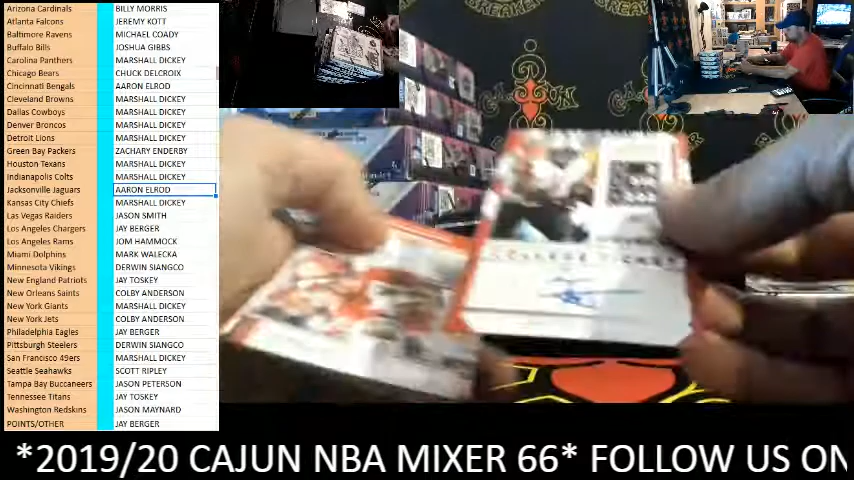 Arizona Cardinals BILLY MORRIS
Atlanta Falcons JEREMY KOTT
Baltimore Ravens MICHAEL COADY
Buffalo Bills JOSHUA GIBBS
Carolina Panthers MARSHALL DICKEY
Chicago Bears CHUCK DELCROIX
Cincinnati Bengals AARON ELROD
Cleveland Browns MARSHALL DICKEY
Dallas Cowboys MARSHALL DICKEY
Denver Broncos MARSHALL DICKEY
Detroit Lions MARSHALL DICKEY
Green Bay Packers ZACHARY ENDERBY
Houston Texans MARSHALL DICKEY
Indianapolis Colts MARSHALL DICKEY
Jacksonville Jaguars AARON ELROD
Kansas City Chiefs MARSHALL DICKEY
Las Vegas Raiders JASON SMITH
Los Angeles Chargers JAY BERGER
Los Angeles Rams JOM HAMMOCK
Miami Dolphins MARK WALECKA
Minnesota Vikings DERWIN SIANGCO
New England Patriots JAY TOSKEY
New Orleans Saints COLBY ANDERSON
New York Giants MARSHALL DICKEY
New York Jets COLBY ANDERSON
Philadelphia Eagles JAY BERGER
Pittsburgh Steelers DERWIN SIANGCO
San Francisco 49ers MARSHALL DICKEY
Seattle Seahawks SCOTT RIPLEY
Tampa Bay Buccaneers JASON PETERSON
Tennessee Titans JAY TOSKEY
Washington Redskins JASON MAYNARD
POINTS/OTHER JAY BERGER
COLLEGE TICKET
*2019/20 CAJUN NBA MIXER 66* FOLLOW US ON